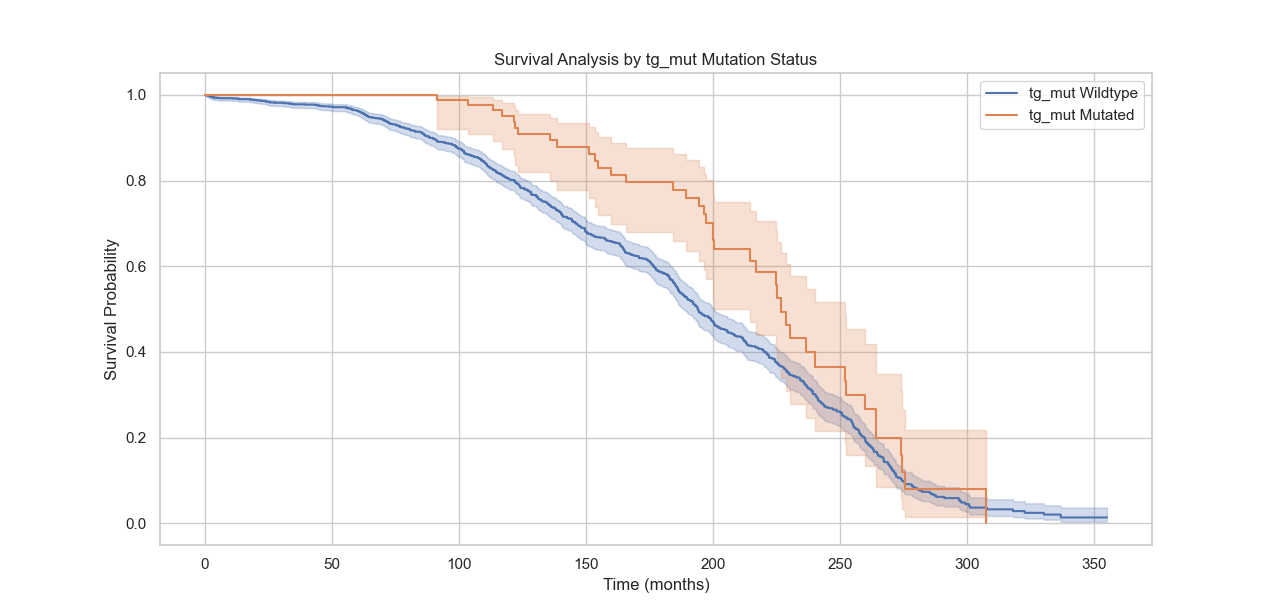 Survival Analysis by tg_mut Mutation Status
tg_mut Wildtype
tg_mut Mutated
Survival Probability
1.0
0.8
0.6
0.4
0.2
0.0
0 50 100 150 200 250 300 350
Time (months)